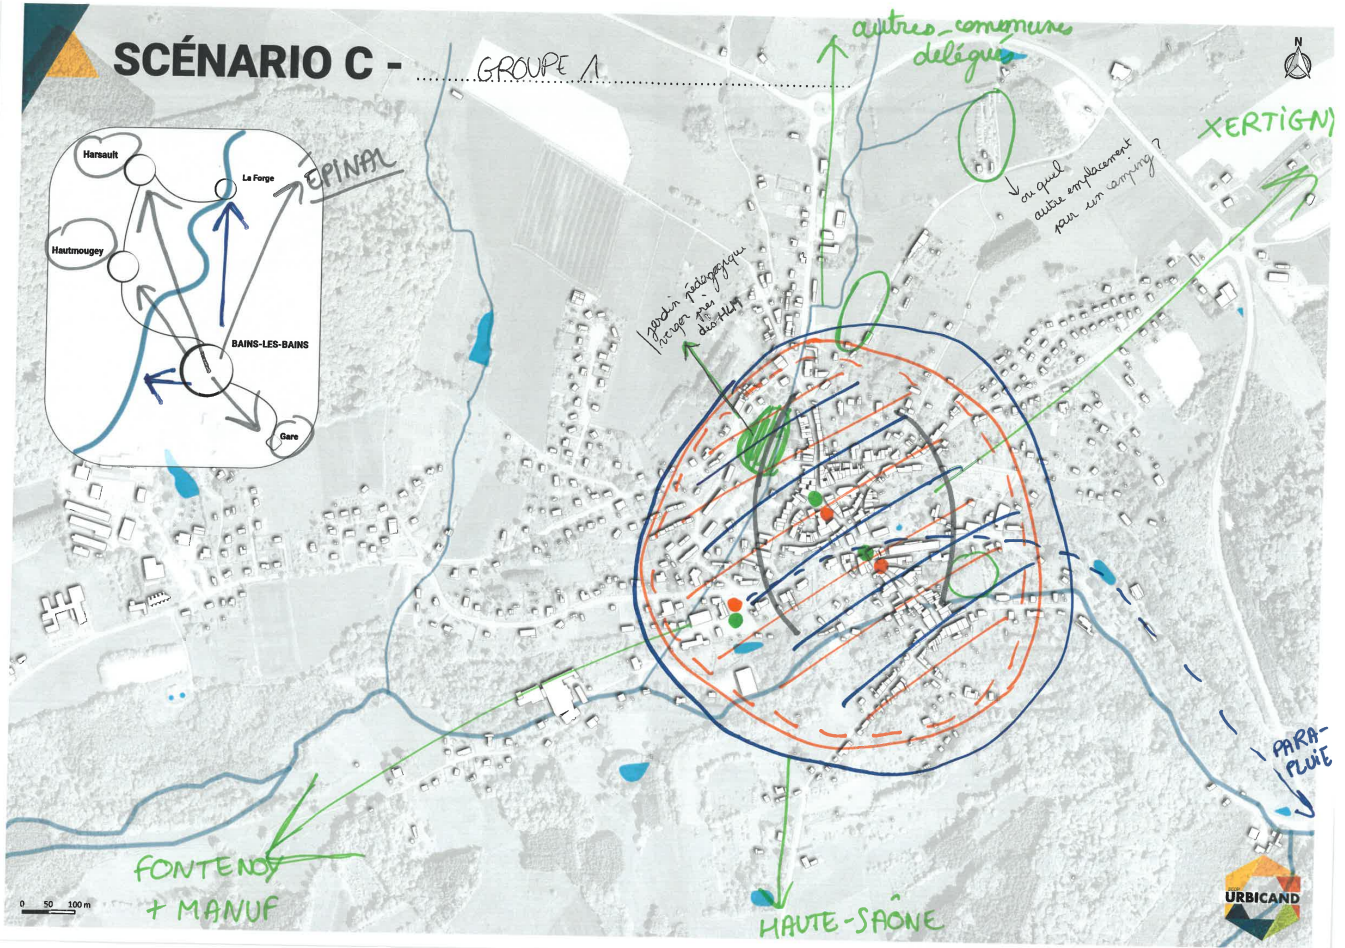 SCÉNARIO C - GROUPE 1
autres communes
délégués
N
XERTIGNY
Harsault
La Forge
EPINAL
Hautmougey
BAINS-LES-BAINS
Gare
ou quel
autre emplacement
pour un camping ?
jardin pédagogique
verger près
des HLM
PARA-
PLUIE
FONTENOY
+ MANUF
HAUTE-SAÔNE
0 50 100 m
URBICAND